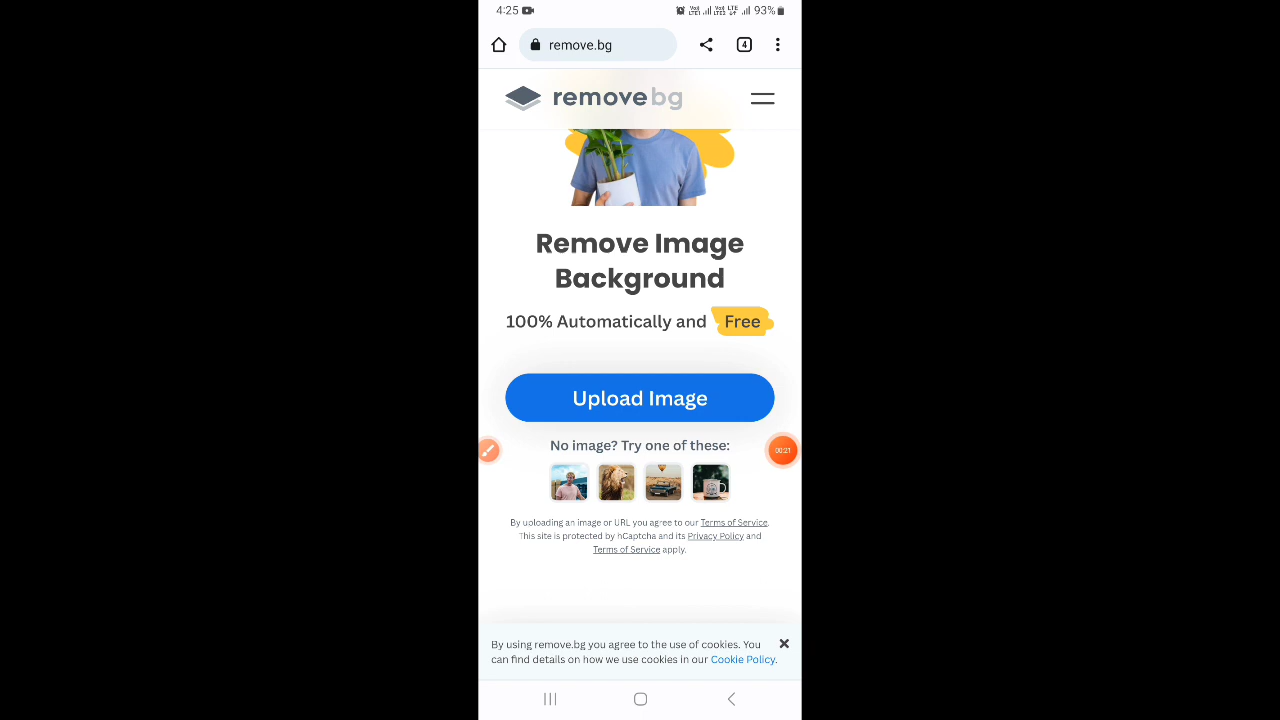 4:25
93%
remove.bg
4
removebg
Remove Image
Background
100% Automatically and Free
Upload Image
00:21
No image? Try one of these:
By uploading an image or URL you agree to our Terms of Service.
This site is protected by hCaptcha and its Privacy Policy and
Terms of Service apply.
By using remove.bg you agree to the use of cookies. You
can find details on how we use cookies in our Cookie Policy.